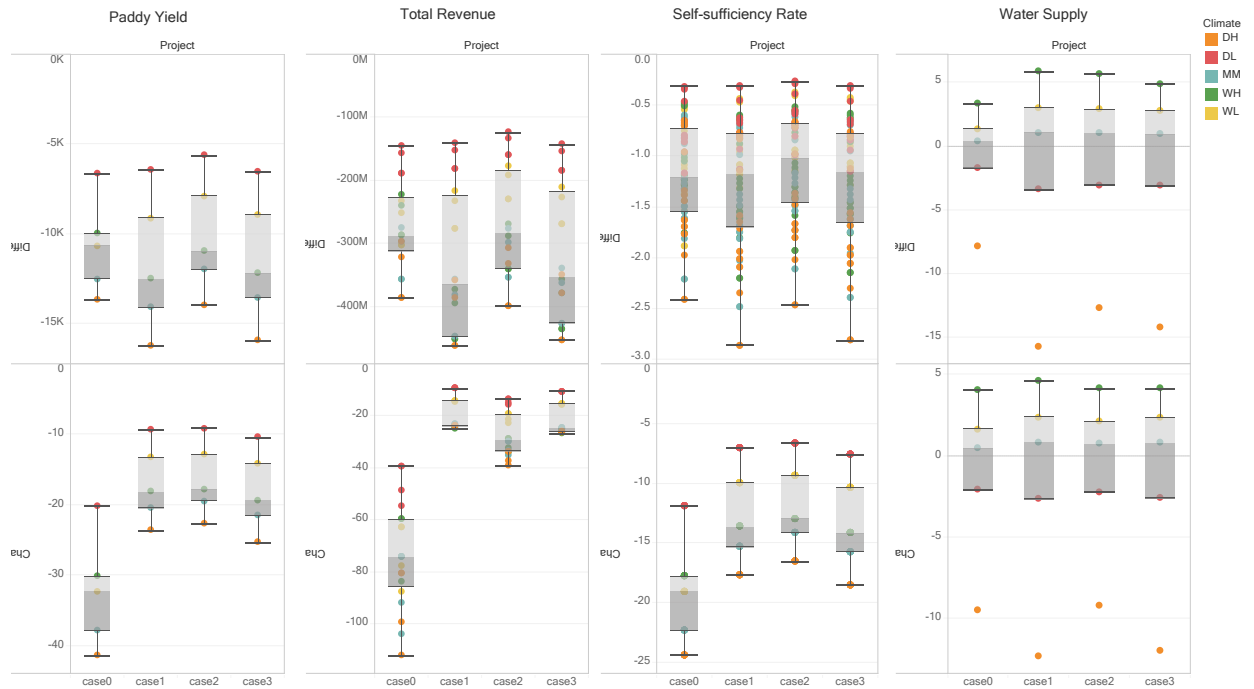 Paddy Yield
Total Revenue
Self-sufficiency Rate
Water Supply
Climate
DH
DL
MM
WH
WL
Project
Project
Project
Project
0K
-5K
-10K
-15K
Diffe
0
-10
-20
-30
-40
Cha
case0
case1
case2
case3
0M
-100M
-200M
-300M
-400M
Diffe
0
-20
-40
-60
-80
-100
Cha
case0
case1
case2
case3
0.0
-0.5
-1.0
-1.5
-2.0
-2.5
-3.0
Diffe
0
-5
-10
-15
-20
-25
Cha
case0
case1
case2
case3
5
0
-5
-10
-15
Diffe
5
0
-5
-10
Cha
case0
case1
case2
case3